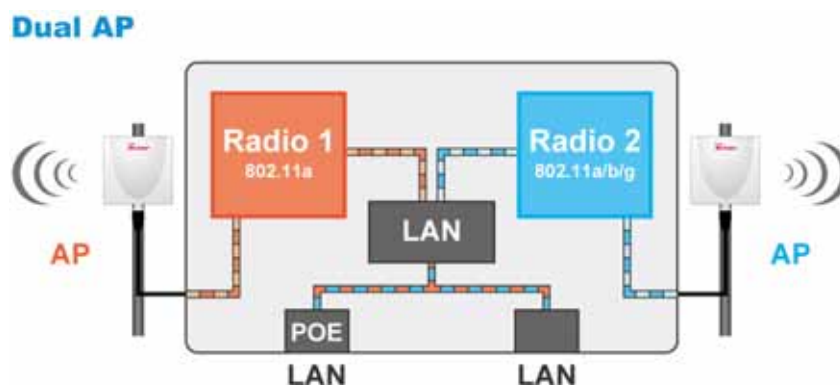 Dual AP
Radio 1
802.11a
Radio 2
802.11a/b/g
LAN
AP
AP
POE
LAN
LAN